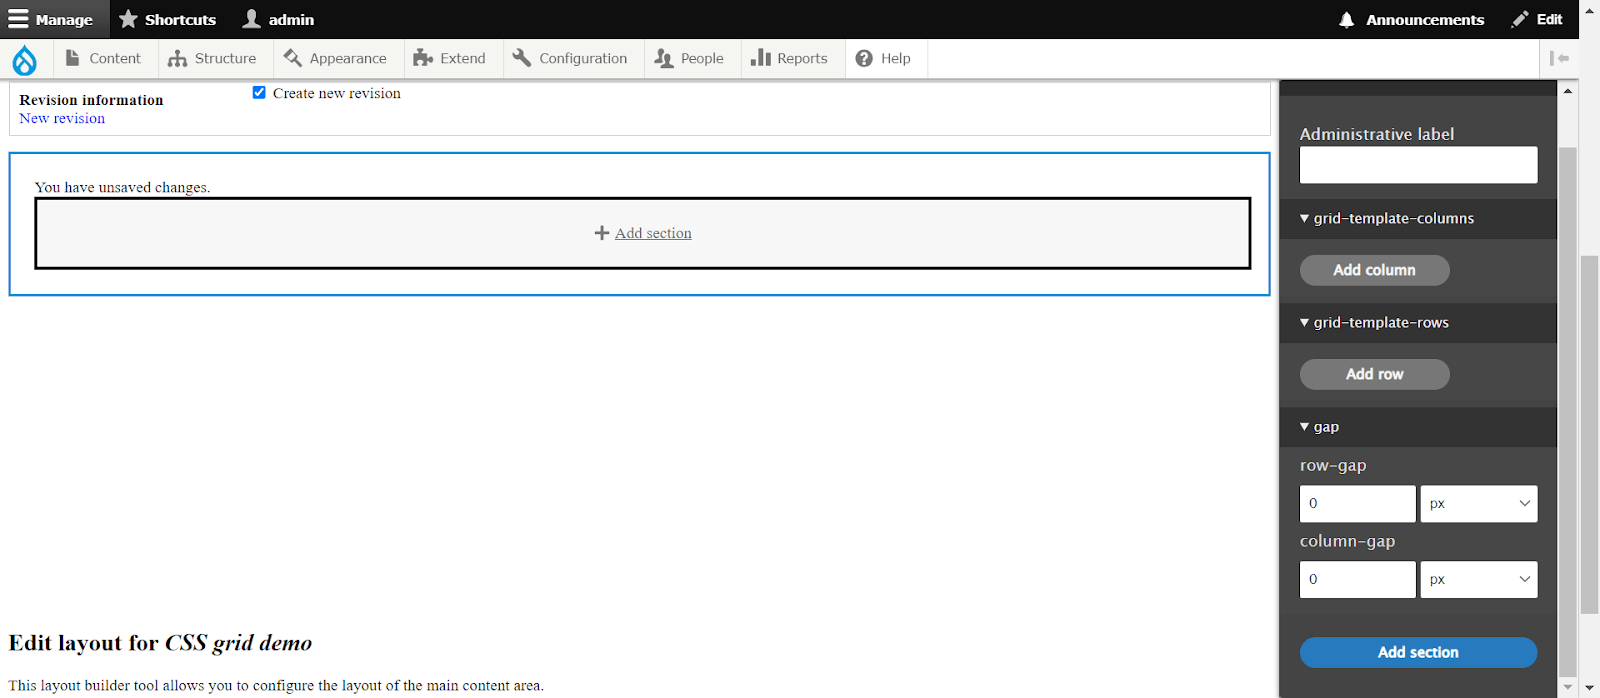 Manage Shortcuts admin Announcements Edit
Content Structure Appearance Extend Configuration People Reports Help
Revision information
New revision
Create new revision
You have unsaved changes.
Add section
Edit layout for CSS grid demo
This layout builder tool allows you to configure the layout of the main content area.
Administrative label
grid-template-columns
Add column
grid-template-rows
Add row
gap
row-gap
0 px
column-gap
0 px
Add section